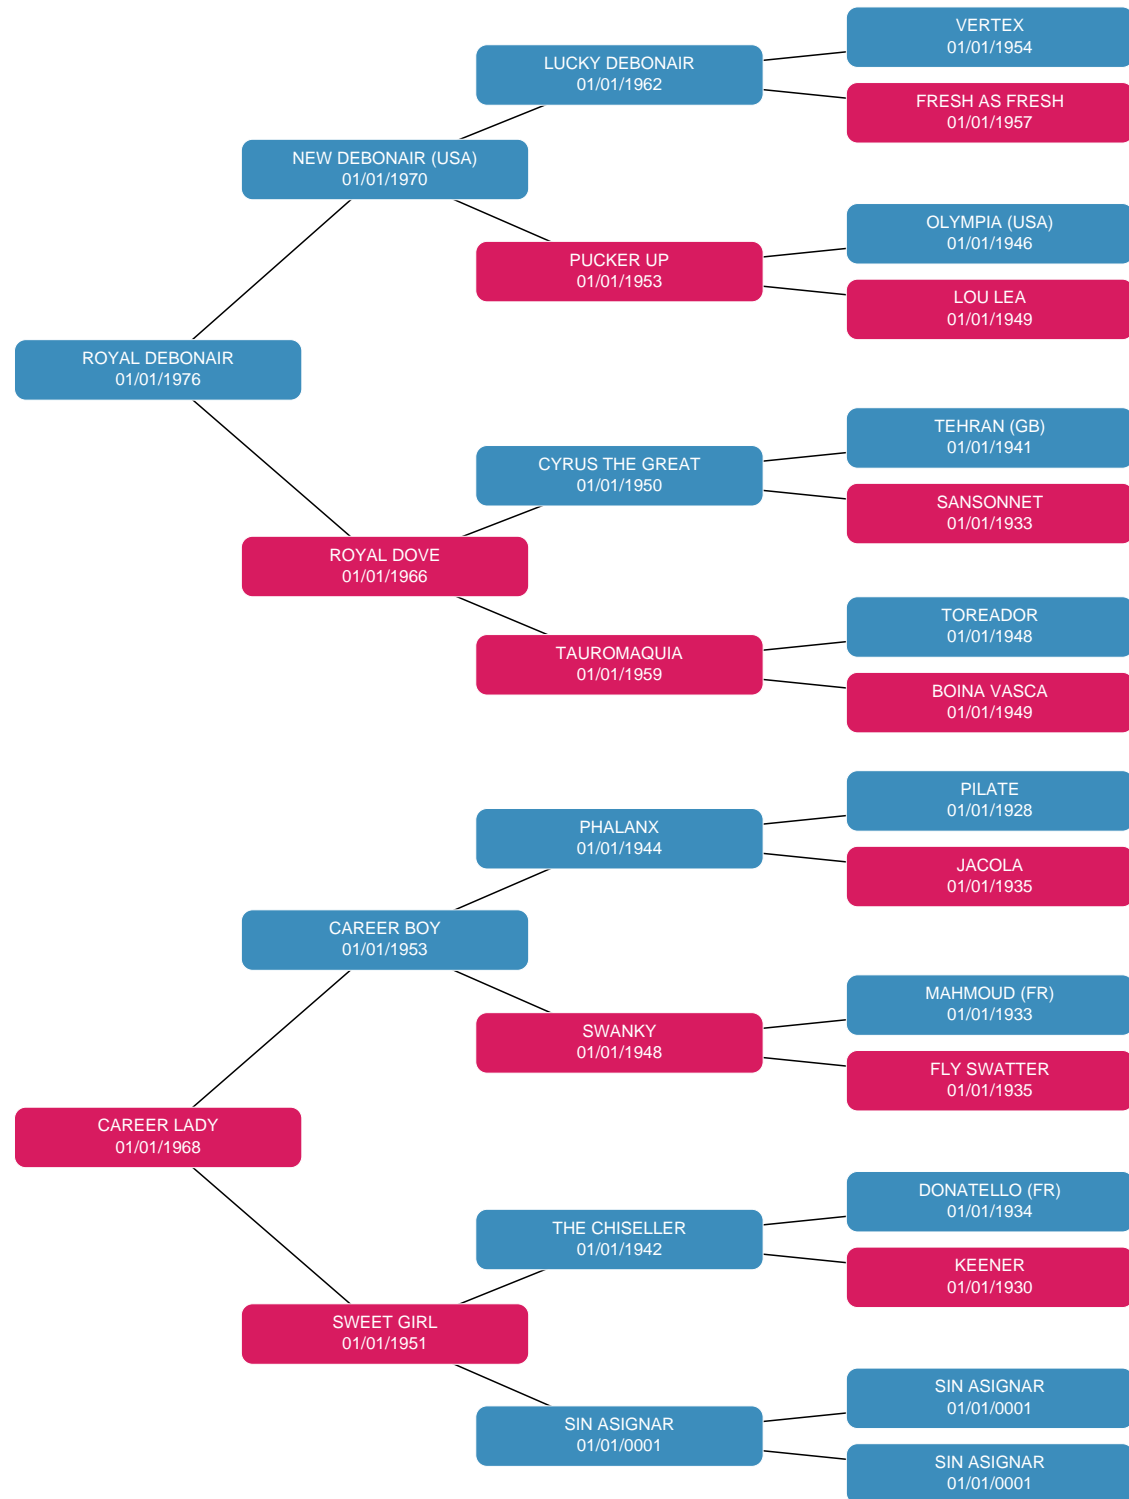 VERTEX
01/01/1954
LUCKY DEBONAIR
01/01/1962
FRESH AS FRESH
01/01/1957
NEW DEBONAIR (USA)
01/01/1970
OLYMPIA (USA)
01/01/1946
PUCKER UP
01/01/1953
LOU LEA
01/01/1949
ROYAL DEBONAIR
01/01/1976
TEHRAN (GB)
01/01/1941
CYRUS THE GREAT
01/01/1950
SANSONNET
01/01/1933
ROYAL DOVE
01/01/1966
TOREADOR
01/01/1948
TAUROMAQUIA
01/01/1959
BOINA VASCA
01/01/1949
PILATE
01/01/1928
PHALANX
01/01/1944
JACOLA
01/01/1935
CAREER BOY
01/01/1953
MAHMOUD (FR)
01/01/1933
SWANKY
01/01/1948
FLY SWATTER
01/01/1935
CAREER LADY
01/01/1968
DONATELLO (FR)
01/01/1934
THE CHISELLER
01/01/1942
KEENER
01/01/1930
SWEET GIRL
01/01/1951
SIN ASIGNAR
01/01/0001
SIN ASIGNAR
01/01/0001
SIN ASIGNAR
01/01/0001